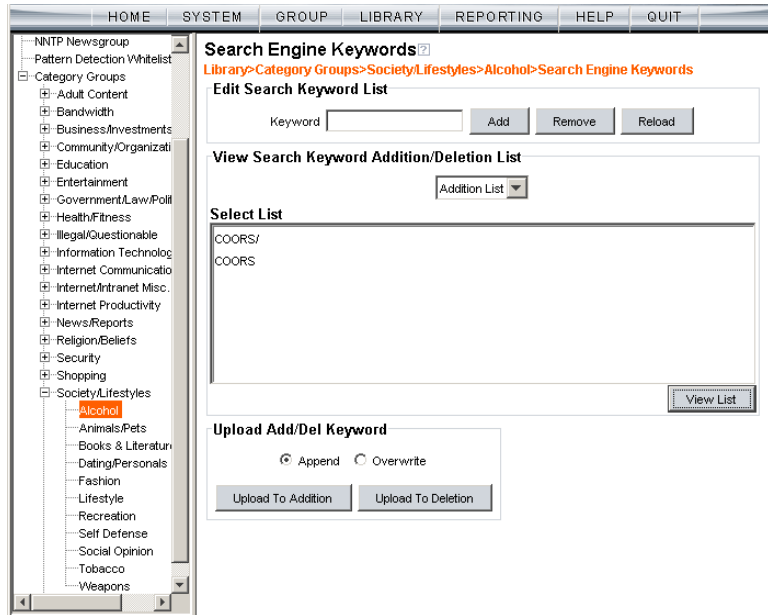 HOME SYSTEM GROUP LIBRARY REPORTING HELP QUIT
NNTP Newsgroup
Pattern Detection Whitelist
Category Groups
Adult Content
Bandwidth
Business/Investments
Community/Organizati
Education
Entertainment
Government/Law/Polit
Health/Fitness
Illegal/Questionable
Information Technolog
Internet Communicatio
Internet/Intranet Misc.
Internet Productivity
News/Reports
Religion/Beliefs
Security
Shopping
Society/Lifestyles
Alcohol
Animals/Pets
Books & Literature
Dating/Personals
Fashion
Lifestyle
Recreation
Self Defense
Social Opinion
Tobacco
Weapons
Search Engine Keywords ?
Library>Category Groups>Society/Lifestyles>Alcohol>Search Engine Keywords
Edit Search Keyword List
Keyword Add Remove Reload
View Search Keyword Addition/Deletion List
Addition List
Select List
COORS/
COORS
View List
Upload Add/Del Keyword
Append Overwrite
Upload To Addition Upload To Deletion